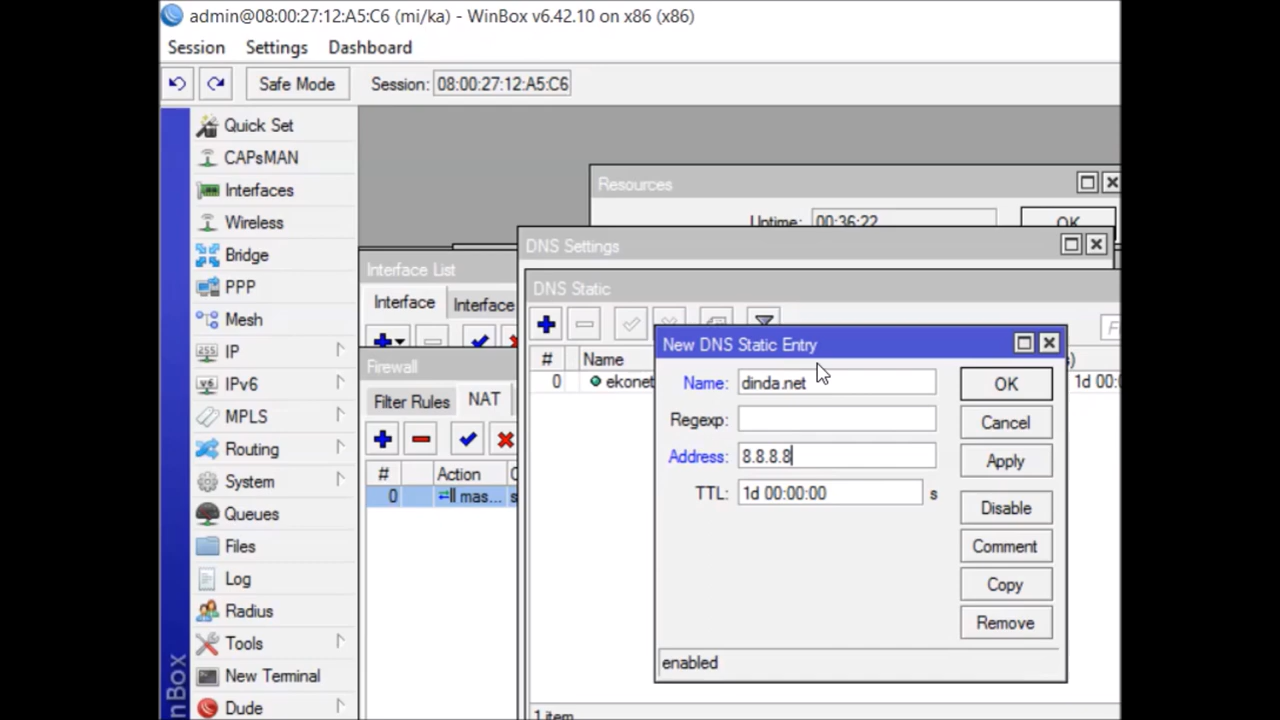 admin@08:00:27:12:A5:C6 (mi/ka) - WinBox v6.42.10 on x86 (x86)
Session Settings Dashboard
Safe Mode Session: 08:00:27:12:A5:C6
Quick Set
CAPsMAN
Interfaces
Wireless
Bridge
PPP
Mesh
IP
IPv6
MPLS
Routing
System
Queues
Files
Log
Radius
Tools
New Terminal
Dude
nBox
Resources
Uptime: 00:36:22 OK
DNS Settings
Interface List
Interface Interface
DNS Static
# Name
0 ekonet 1d 00:0
Firewall
Filter Rules NAT
# Action
0 mas... s
New DNS Static Entry
Name: dinda.net OK
Regexp: Cancel
Address: 8.8.8.8 Apply
TTL: 1d 00:00:00 s
Disable
Comment
Copy
Remove
enabled
1 item